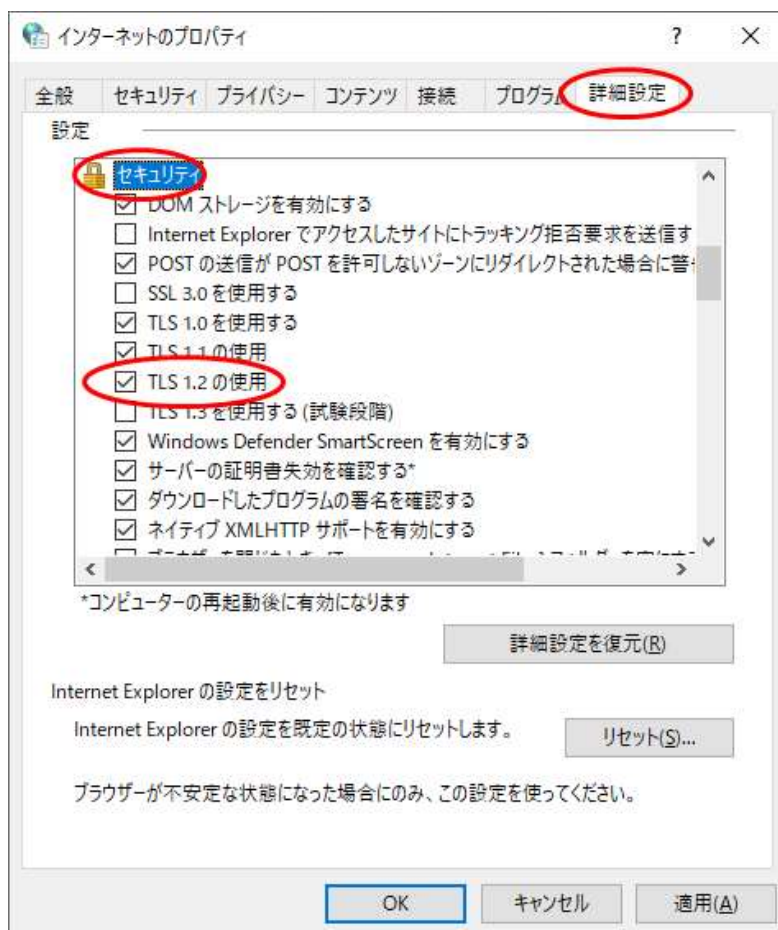 インターネットのプロパティ
?
全般 セキュリティ プライバシー コンテンツ 接続 プログラム 詳細設定
設定
セキュリティ
DOM ストレージを有効にする
Internet Explorer でアクセスしたサイトにトラッキング拒否要求を送信す
POST の送信が POST を許可しないゾーンにリダイレクトされた場合に警
SSL 3.0 を使用する
TLS 1.0 を使用する
TLS 1.1 の使用
TLS 1.2 の使用
TLS 1.3 を使用する (試験段階)
Windows Defender SmartScreen を有効にする
サーバーの証明書失効を確認する*
ダウンロードしたプログラムの署名を確認する
ネイティブ XMLHTTP サポートを有効にする
*コンピューターの再起動後に有効になります
詳細設定を復元(R)
Internet Explorer の設定をリセット
Internet Explorer の設定を既定の状態にリセットします。
リセット(S)...
ブラウザーが不安定な状態になった場合にのみ、この設定を使ってください。
OK キャンセル 適用(A)